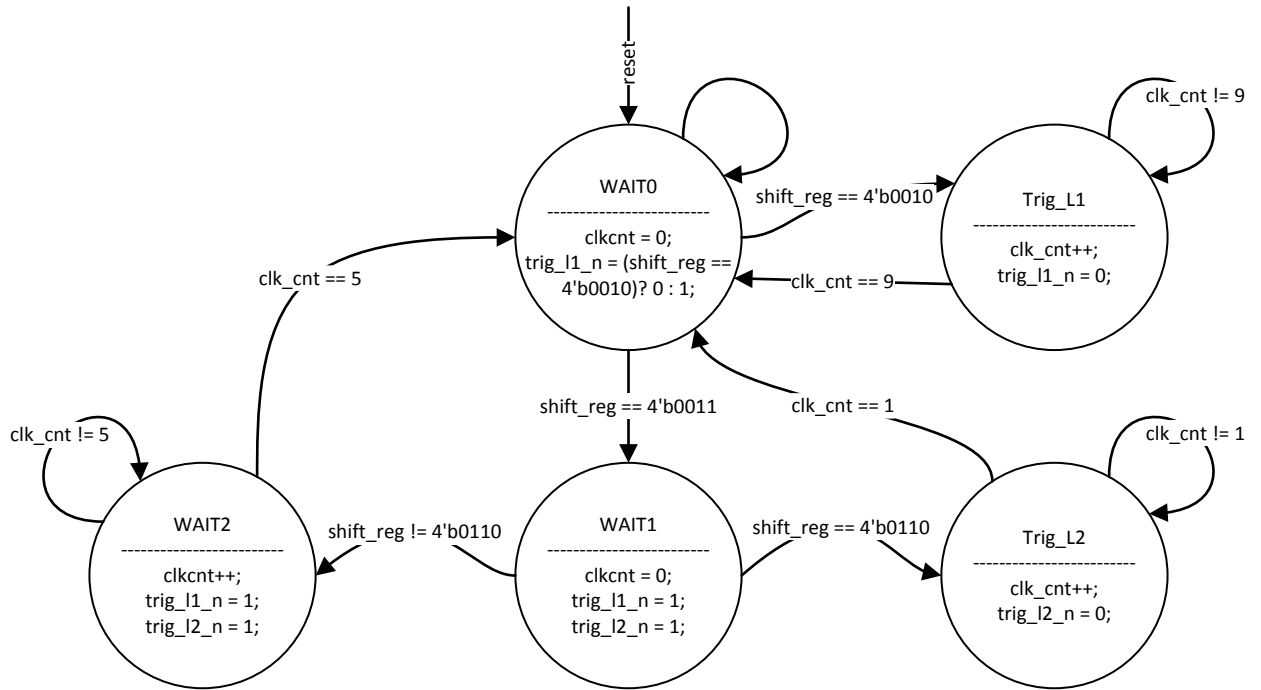 reset
clk_cnt != 9
WAIT0
---------------------------
clkcnt = 0;
trig_l1_n = (shift_reg ==
4'b0010)? 0 : 1;
shift_reg == 4'b0010
Trig_L1
---------------------------
clk_cnt++;
trig_l1_n = 0;
clk_cnt == 5
clk_cnt == 9
shift_reg == 4'b0011
clk_cnt == 1
clk_cnt != 5
clk_cnt != 1
WAIT2
---------------------------
clkcnt++;
trig_l1_n = 1;
trig_l2_n = 1;
shift_reg != 4'b0110
WAIT1
---------------------------
clkcnt = 0;
trig_l1_n = 1;
trig_l2_n = 1;
shift_reg == 4'b0110
Trig_L2
---------------------------
clk_cnt++;
trig_l2_n = 0;